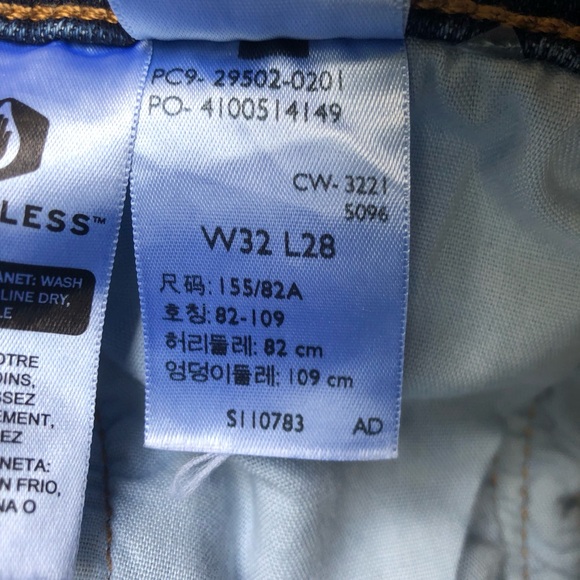 LESS™
ANET: WASH
LINE DRY,
LE
OTRE
OINS,
SSEZ
EMENT,
EZ
NETA:
N FRIO,
NA O
PC9- 29502-0201
PO- 4100514149
CW- 3221
5096
W32 L28
尺码: 155/82A
호칭: 82-109
허리둘레: 82 cm
엉덩이둘레: 109 cm
S110783 AD